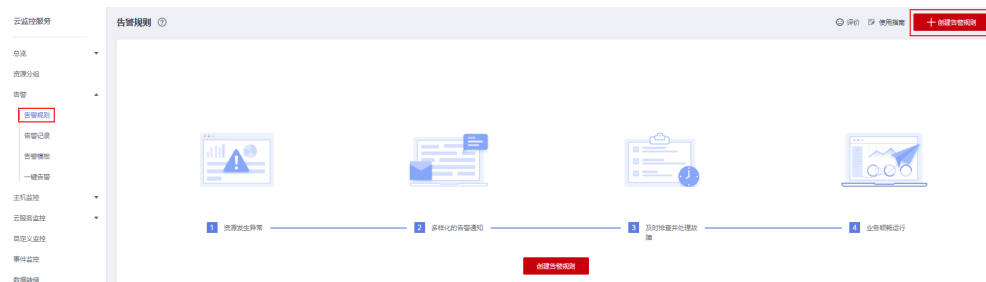 云监控服务
告警规则
评价
使用指南
创建告警规则
总览
资源分组
告警
告警规则
告警记录
告警模板
一键告警
主机监控
云服务监控
自定义监控
事件监控
数据转储
1 资源发生异常
2 多样化的告警通知
3 及时排查并处理故
障
4 业务顺畅运行
创建告警规则